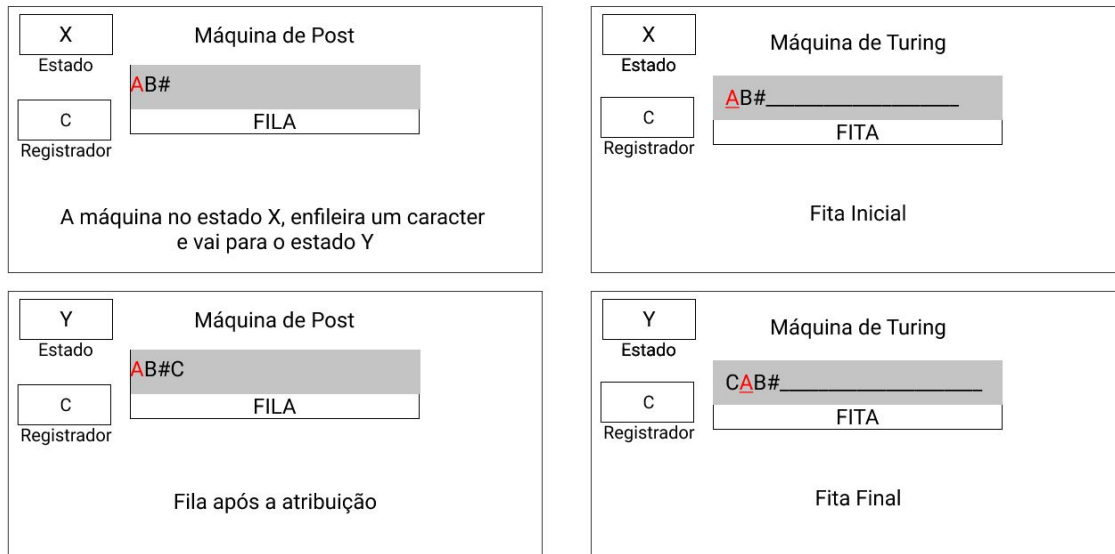 X
Estado
C
Registrador
Máquina de Post
AB#
FILA
A máquina no estado X, enfileira um caracter
e vai para o estado Y
X
Estado
C
Registrador
Máquina de Turing
AB#____________________
FITA
Fita Inicial
Y
Estado
C
Registrador
Máquina de Post
AB#C
FILA
Fila após a atribuição
Y
Estado
C
Registrador
Máquina de Turing
CAB#_____________________
FITA
Fita Final